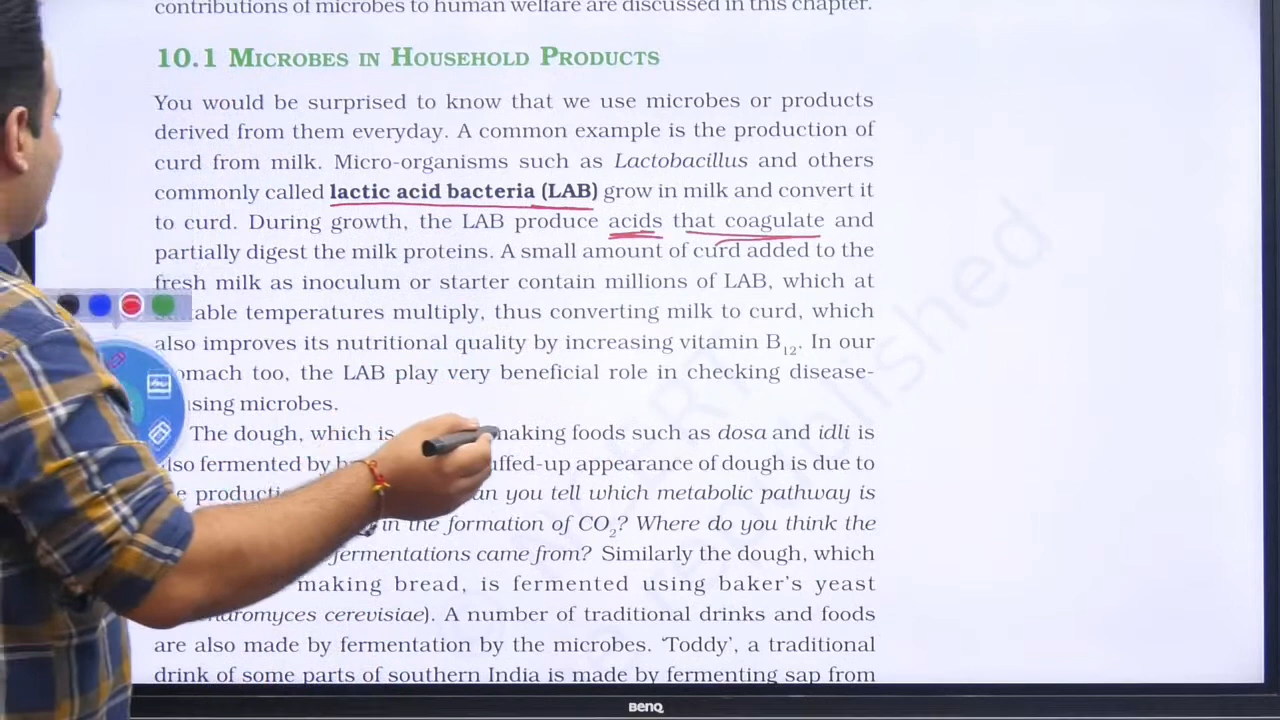 contributions of microbes to human welfare are discussed in this chapter.
10.1 MICROBES IN HOUSEHOLD PRODUCTS
You would be surprised to know that we use microbes or products
derived from them everyday. A common example is the production of
curd from milk. Micro-organisms such as Lactobacillus and others
commonly called lactic acid bacteria (LAB) grow in milk and convert it
to curd. During growth, the LAB produce acids that coagulate and
partially digest the milk proteins. A small amount of curd added to the
fresh milk as inoculum or starter contain millions of LAB, which at
temperatures multiply, thus converting milk to curd, which
also improves its nutritional quality by increasing vitamin B12. In our
too, the LAB play very beneficial role in checking disease-
microbes.
The dough, which is making foods such as dosa and idli is
fermented by appearance of dough is due to
you tell which metabolic pathway is
in the formation of CO2? Where do you think the
fermentations came from? Similarly the dough, which
making bread, is fermented using baker's yeast
cerevisiae). A number of traditional drinks and foods
are also made by fermentation by the microbes. 'Toddy', a traditional
drink of some parts of southern India is made by fermenting sap from
BenQ